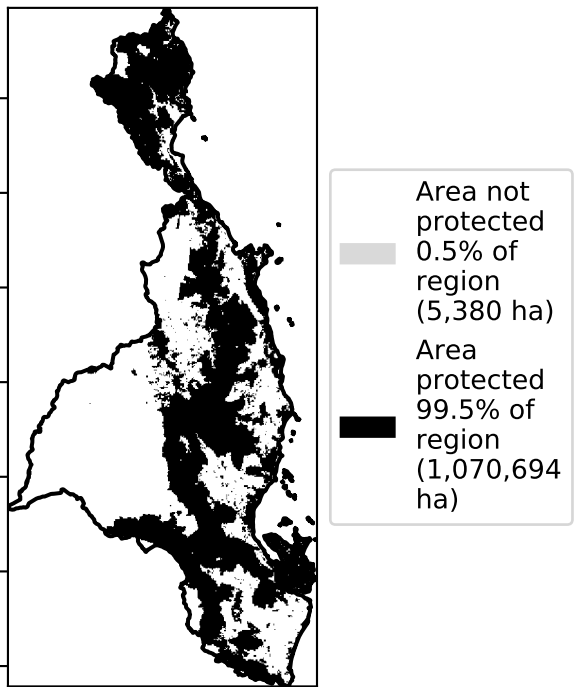 Area not
protected
0.5% of
region
(5,380 ha)
Area
protected
99.5% of
region
(1,070,694
ha)